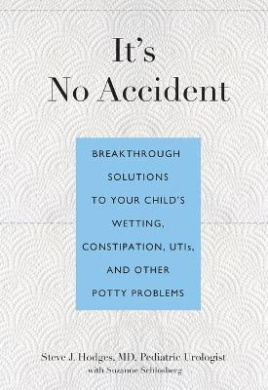 It's
No Accident
BREAKTHROUGH
SOLUTIONS
TO YOUR CHILD'S
WETTING,
CONSTIPATION, UTIs,
AND OTHER
POTTY PROBLEMS
Steve J. Hodges, MD, Pediatric Urologist
with Suzanne Schlosberg